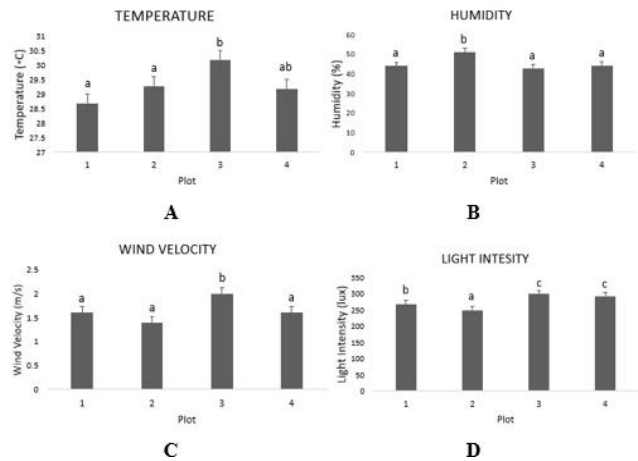 TEMPERATURE
Temperature (∘C)
30.5
30
29.5
29
28.5
28
27.5
27
a
a
b
ab
1
2
3
4
Plot
A
HUMIDITY
Humidity (%)
60
50
40
30
20
10
0
a
b
a
a
1
2
3
4
Plot
B
WIND VELOCITY
Wind Velocity (m/s)
2.5
2
1.5
1
0.5
0
a
a
b
a
1
2
3
4
Plot
C
LIGHT INTESITY
Light Intensity (lux)
350
300
250
200
150
100
50
0
b
a
c
c
1
2
3
4
Plot
D